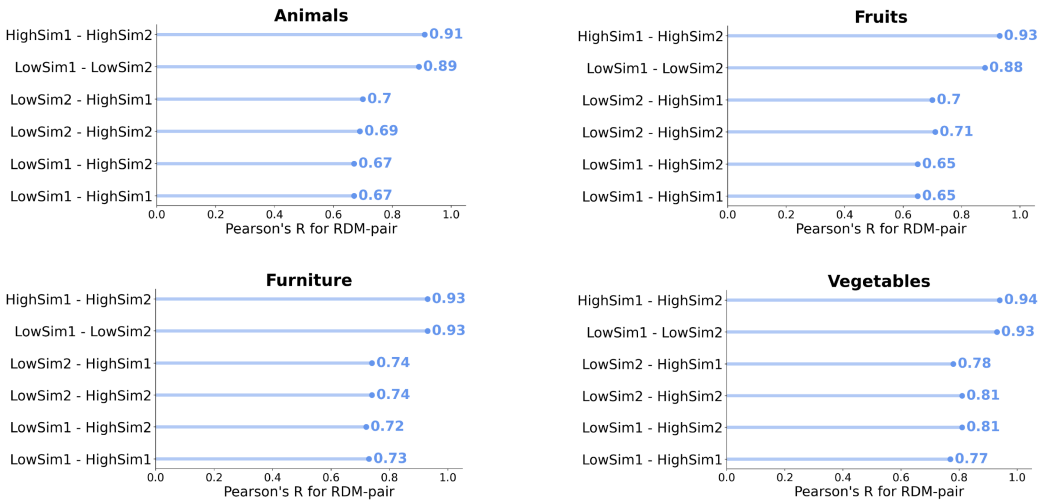 Animals
HighSim1 - HighSim2 0.91
LowSim1 - LowSim2 0.89
LowSim2 - HighSim1 0.7
LowSim2 - HighSim2 0.69
LowSim1 - HighSim2 0.67
LowSim1 - HighSim1 0.67
0.0 0.2 0.4 0.6 0.8 1.0
Pearson's R for RDM-pair
Fruits
HighSim1 - HighSim2 0.93
LowSim1 - LowSim2 0.88
LowSim2 - HighSim1 0.7
LowSim2 - HighSim2 0.71
LowSim1 - HighSim2 0.65
LowSim1 - HighSim1 0.65
0.0 0.2 0.4 0.6 0.8 1.0
Pearson's R for RDM-pair
Furniture
HighSim1 - HighSim2 0.93
LowSim1 - LowSim2 0.93
LowSim2 - HighSim1 0.74
LowSim2 - HighSim2 0.74
LowSim1 - HighSim2 0.72
LowSim1 - HighSim1 0.73
0.0 0.2 0.4 0.6 0.8 1.0
Pearson's R for RDM-pair
Vegetables
HighSim1 - HighSim2 0.94
LowSim1 - LowSim2 0.93
LowSim2 - HighSim1 0.78
LowSim2 - HighSim2 0.81
LowSim1 - HighSim2 0.81
LowSim1 - HighSim1 0.77
0.0 0.2 0.4 0.6 0.8 1.0
Pearson's R for RDM-pair